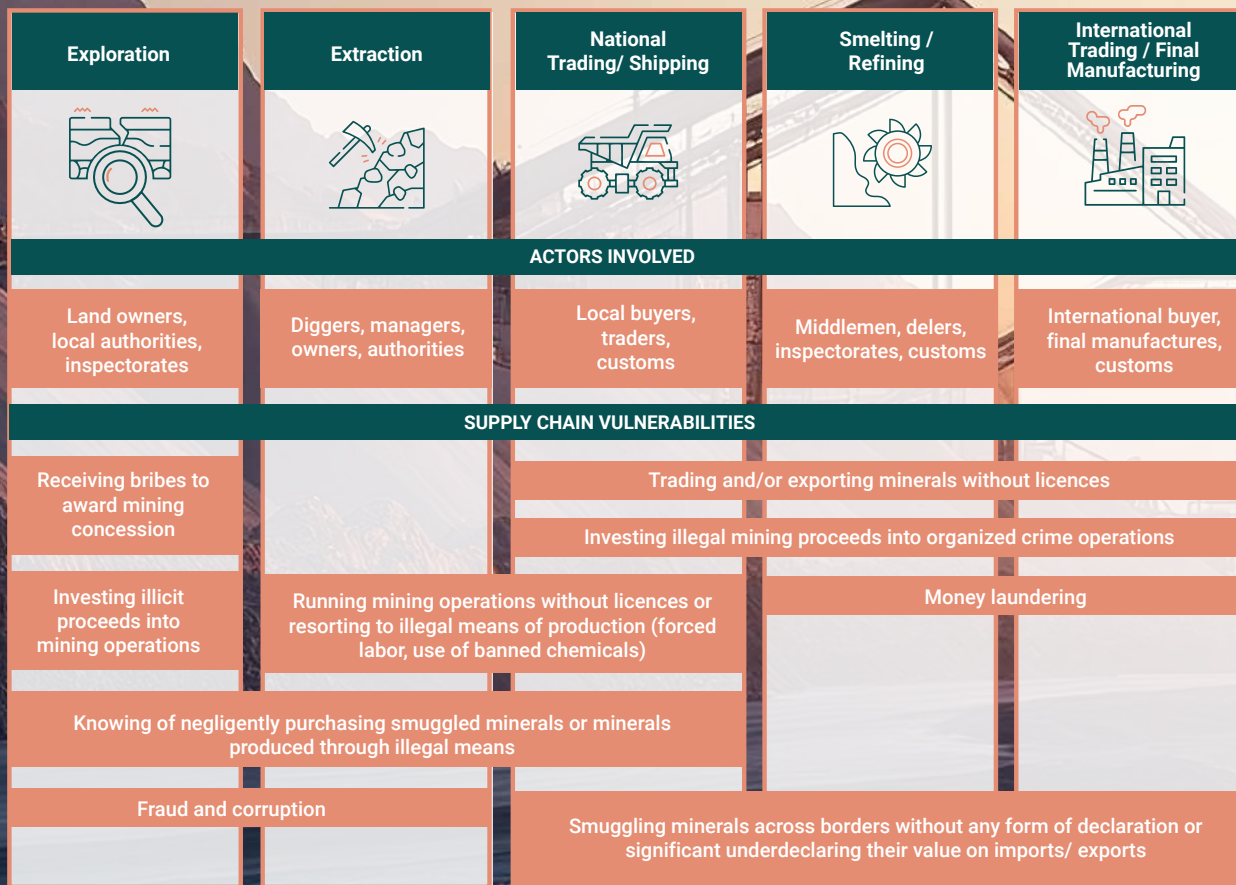 Exploration
Extraction
National
Trading/ Shipping
Smelting /
Refining
International
Trading / Final
Manufacturing
ACTORS INVOLVED
Land owners,
local authorities,
inspectorates
Diggers, managers,
owners, authorities
Local buyers,
traders,
customs
Middlemen, delers,
inspectorates, customs
International buyer,
final manufactures,
customs
SUPPLY CHAIN VULNERABILITIES
Receiving bribes to
award mining
concession
Trading and/or exporting minerals without licences
Investing illegal mining proceeds into organized crime operations
Investing illicit
proceeds into
mining operations
Running mining operations without licences or
resorting to illegal means of production (forced
labor, use of banned chemicals)
Money laundering
Knowing of negligently purchasing smuggled minerals or minerals
produced through illegal means
Fraud and corruption
Smuggling minerals across borders without any form of declaration or
significant underdeclaring their value on imports/ exports